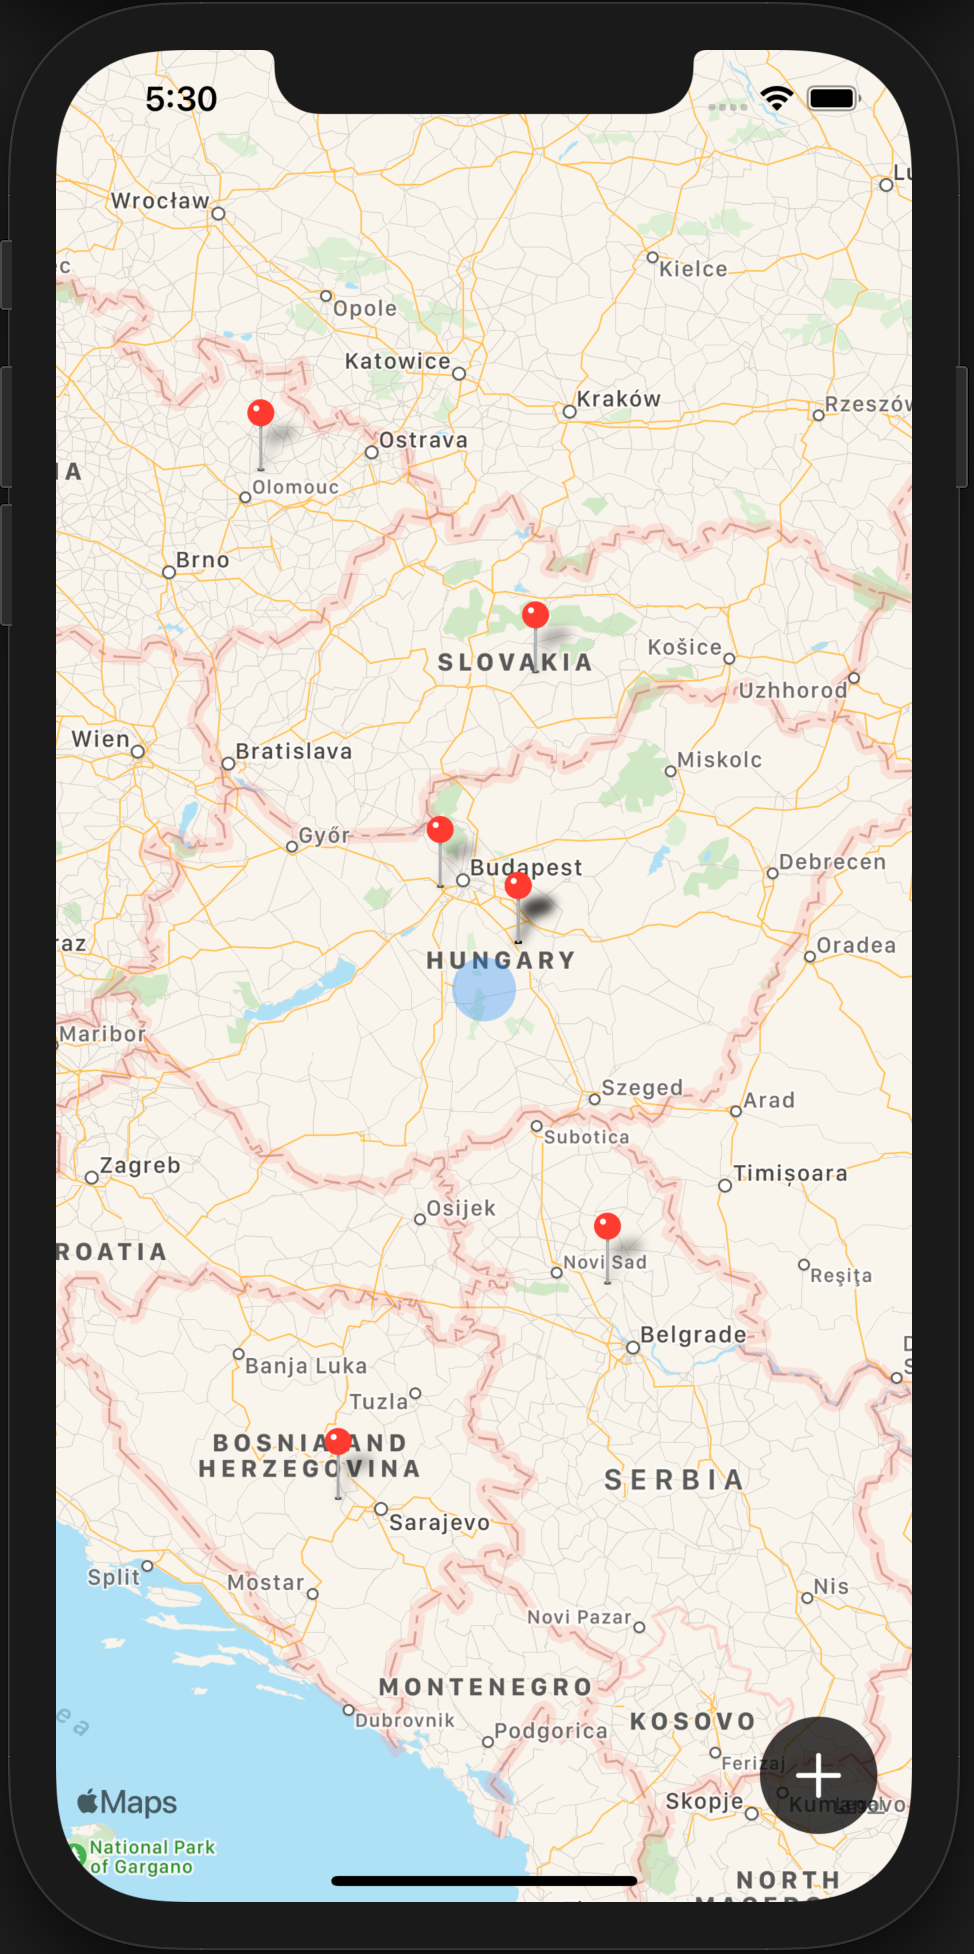 5:30
Wrocław
Kielce
Opole
Katowice
Kraków
Ostrava
Olomouc
Brno
SLOVAKIA
Košice
Uzhhorod
Wien
Bratislava
Miskolc
Győr
Budapest
Debrecen
raz
HUNGARY
Oradea
Maribor
Szeged
Arad
Subotica
Zagreb
Timișoara
Osijek
ROATIA
Novi Sad
Reşiţa
Belgrade
Banja Luka
Tuzla
BOSNIA AND
HERZEGOVINA
SERBIA
Sarajevo
Split
Mostar
Nis
Novi Pazar
MONTENEGRO
Dubrovnik
KOSOVO
Podgorica
Ferizaj
Maps
Skopje
Kumanovo
National Park
of Gargano
NORTH